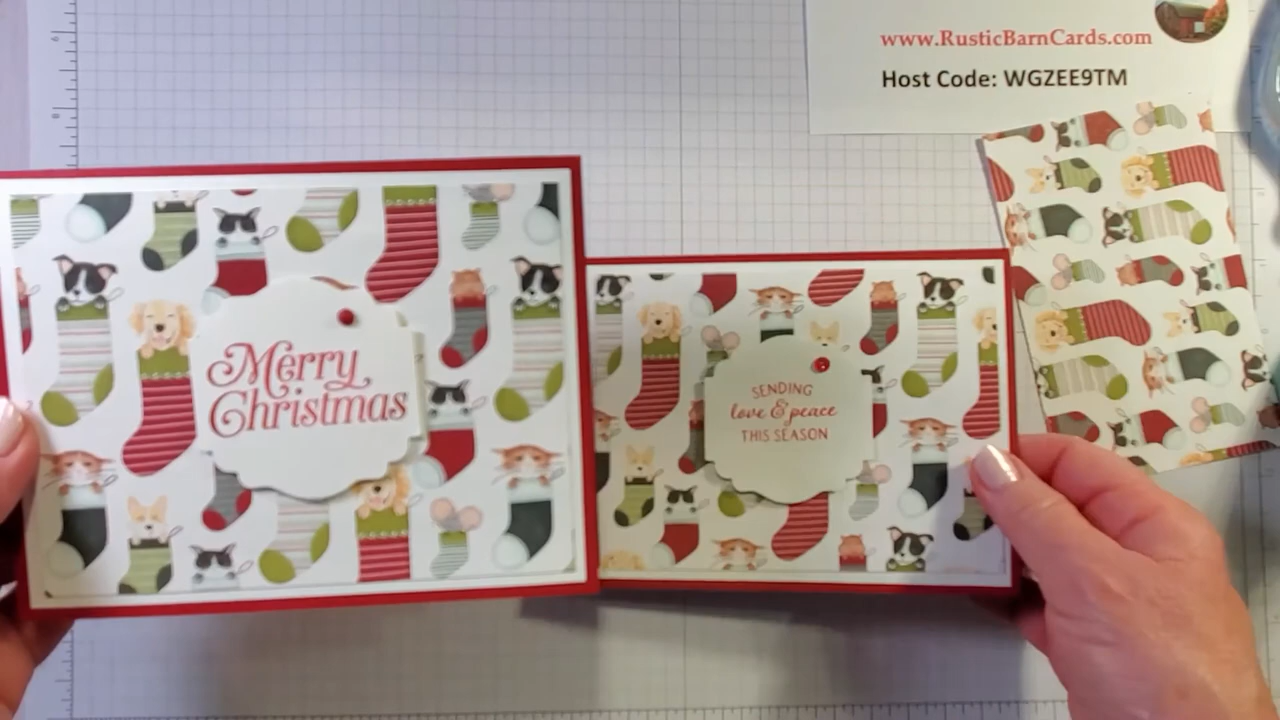 www.RusticBarnCards.com
Host Code: WGZEE9TM
Merry
Christmas
SENDING
love & peace
THIS SEASON